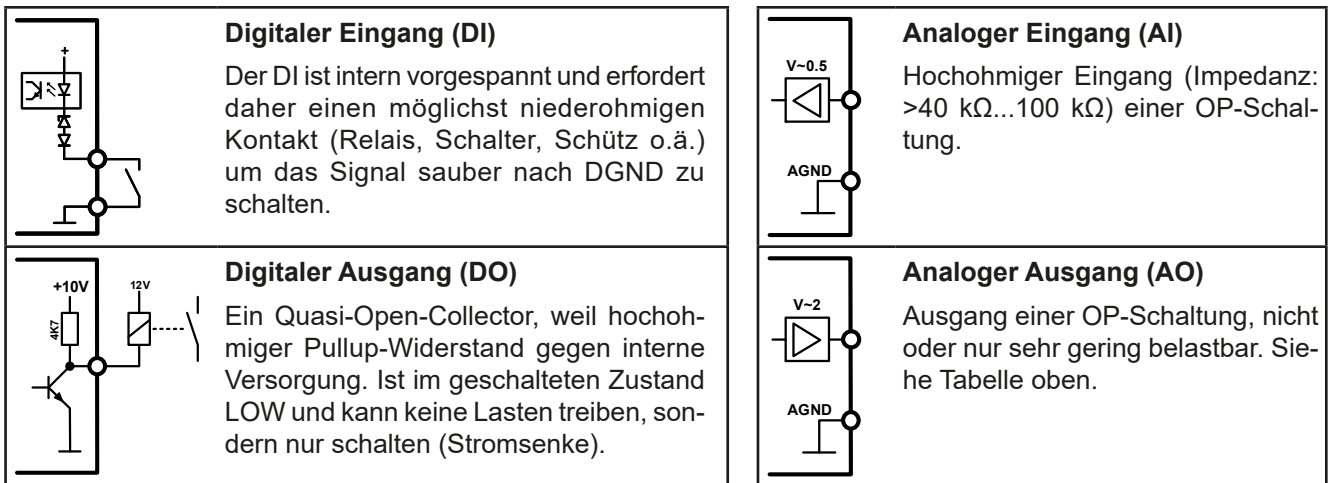 +
Digitaler Eingang (DI)
Der DI ist intern vorgespannt und erfordert
daher einen möglichst niederohmigen
Kontakt (Relais, Schalter, Schütz o.ä.)
um das Signal sauber nach DGND zu
schalten.
+10V
12V
4K7
Digitaler Ausgang (DO)
Ein Quasi-Open-Collector, weil hochoh-
miger Pullup-Widerstand gegen interne
Versorgung. Ist im geschalteten Zustand
LOW und kann keine Lasten treiben, son-
dern nur schalten (Stromsenke).
V~0.5
AGND
Analoger Eingang (AI)
Hochohmiger Eingang (Impedanz:
>40 kΩ...100 kΩ) einer OP-Schal-
tung.
V~2
AGND
Analoger Ausgang (AO)
Ausgang einer OP-Schaltung, nicht
oder nur sehr gering belastbar. Sie-
he Tabelle oben.